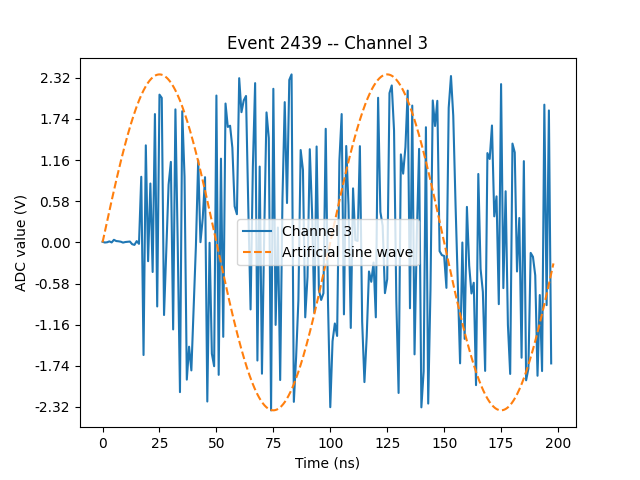 Event 2439 -- Channel 3
ADC value (V)
2.32
1.74
1.16
0.58
0.00
-0.58
-1.16
-1.74
-2.32
Channel 3
Artificial sine wave
0 25 50 75 100 125 150 175 200
Time (ns)